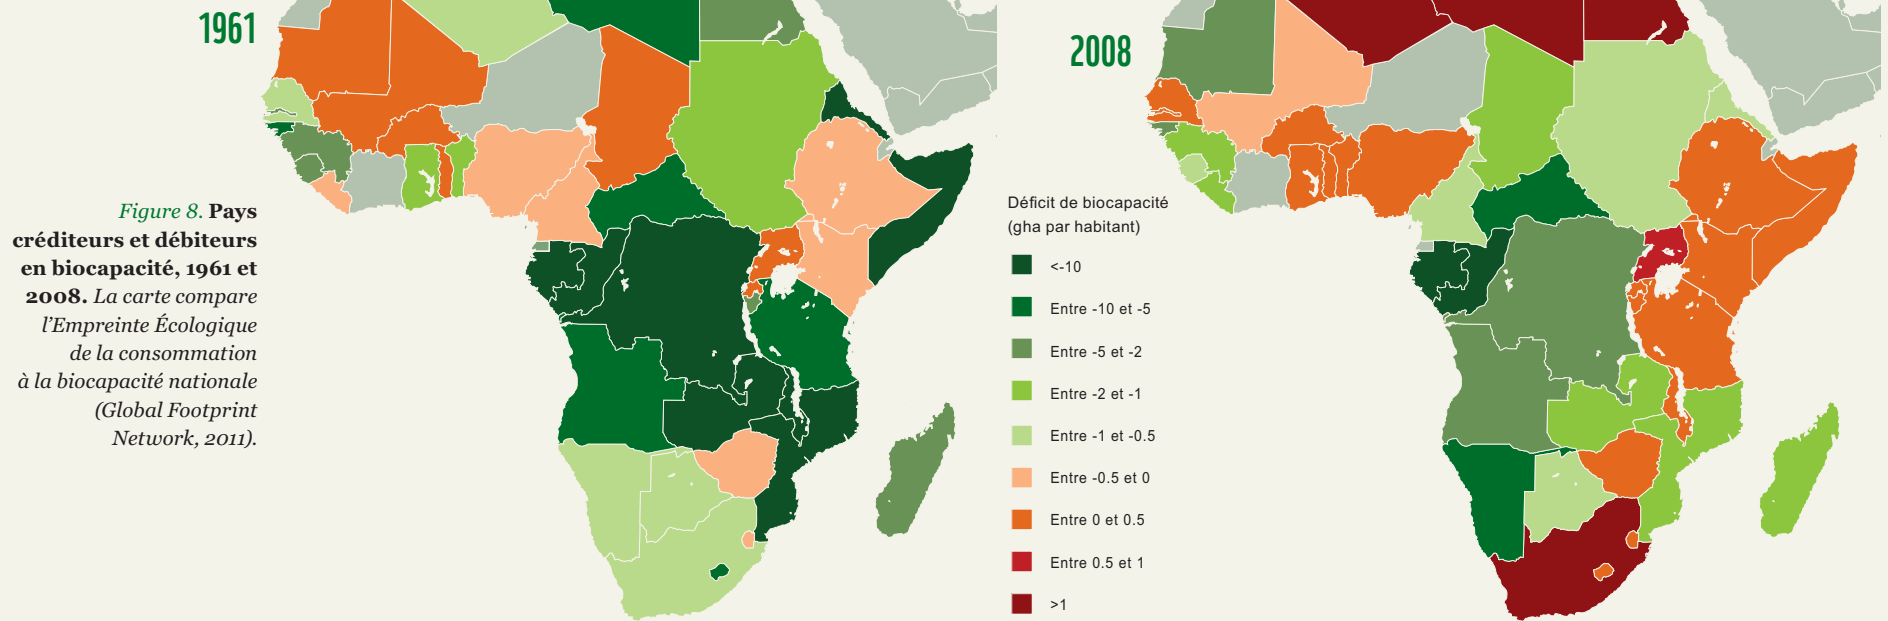 1961
2008
Figure 8. Pays
créditeurs et débiteurs
en biocapacité, 1961 et
2008. La carte compare
l’Empreinte Écologique
de la consommation
à la biocapacité nationale
(Global Footprint
Network, 2011).
Déficit de biocapacité
(gha par habitant)
<-10
Entre -10 et -5
Entre -5 et -2
Entre -2 et -1
Entre -1 et -0.5
Entre -0.5 et 0
Entre 0 et 0.5
Entre 0.5 et 1
>1